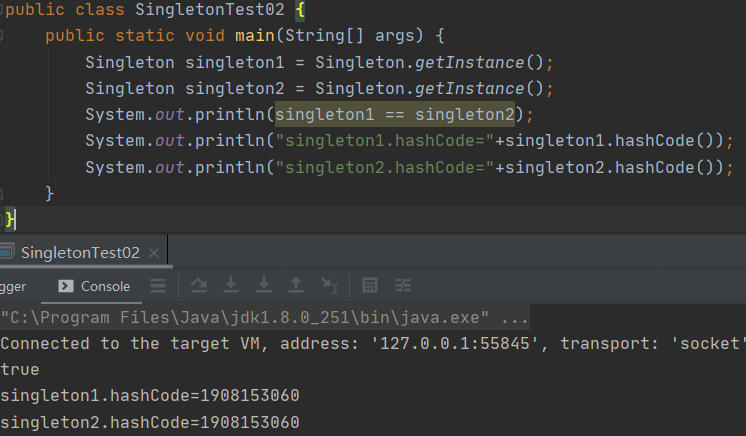 public class SingletonTest02 {
public static void main(String[] args) {
Singleton singleton1 = Singleton.getInstance();
Singleton singleton2 = Singleton.getInstance();
System.out.println(singleton1 == singleton2);
System.out.println("singleton1.hashCode="+singleton1.hashCode());
System.out.println("singleton2.hashCode="+singleton2.hashCode());
}
}
SingletonTest02 ×
gger Console
"C:\Program Files\Java\jdk1.8.0_251\bin\java.exe" ...
Connected to the target VM, address: '127.0.0.1:55845', transport: 'socket'
true
singleton1.hashCode=1908153060
singleton2.hashCode=1908153060